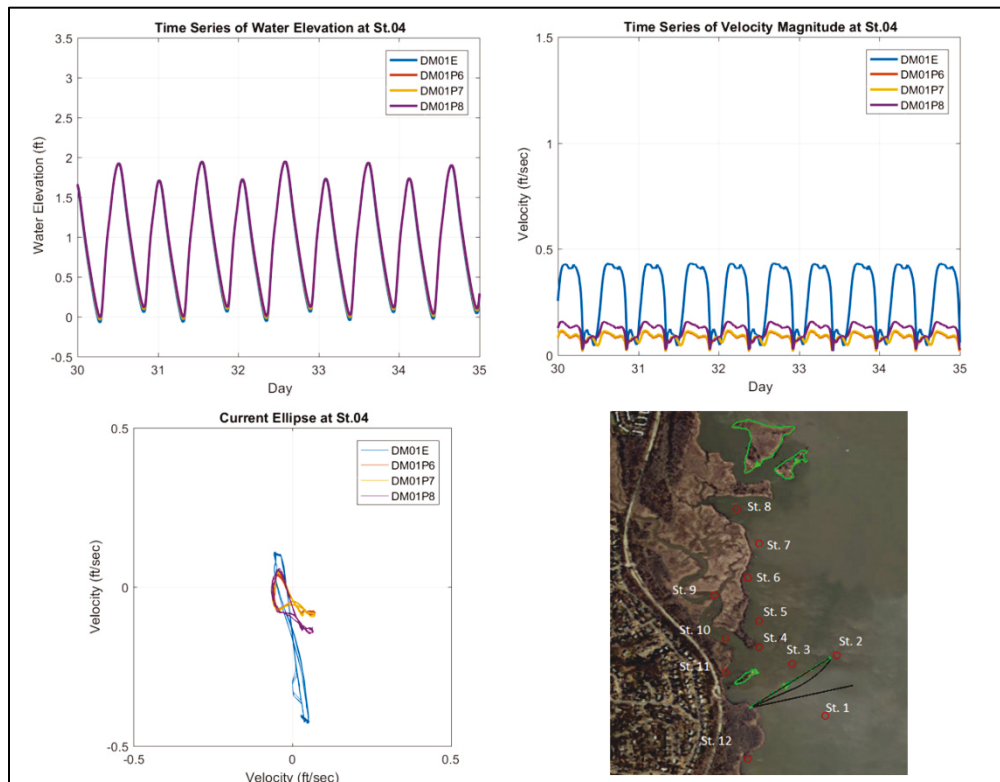 Time Series of Water Elevation at St.04
3.5
3
2.5
2
1.5
1
0.5
0
-0.5
Water Elevation (ft)
DM01E
DM01P6
DM01P7
DM01P8
30 31 32 33 34 35
Day
Time Series of Velocity Magnitude at St.04
1.5
1
0.5
0
Velocity (ft/sec)
DM01E
DM01P6
DM01P7
DM01P8
30 31 32 33 34 35
Day
Current Ellipse at St.04
0.5
0
-0.5
Velocity (ft/sec)
DM01E
DM01P6
DM01P7
DM01P8
-0.5 0 0.5
Velocity (ft/sec)
St. 8
St. 7
St. 6
St. 9
St. 5
St. 10
St. 4
St. 3
St. 2
St. 11
St. 1
St. 12